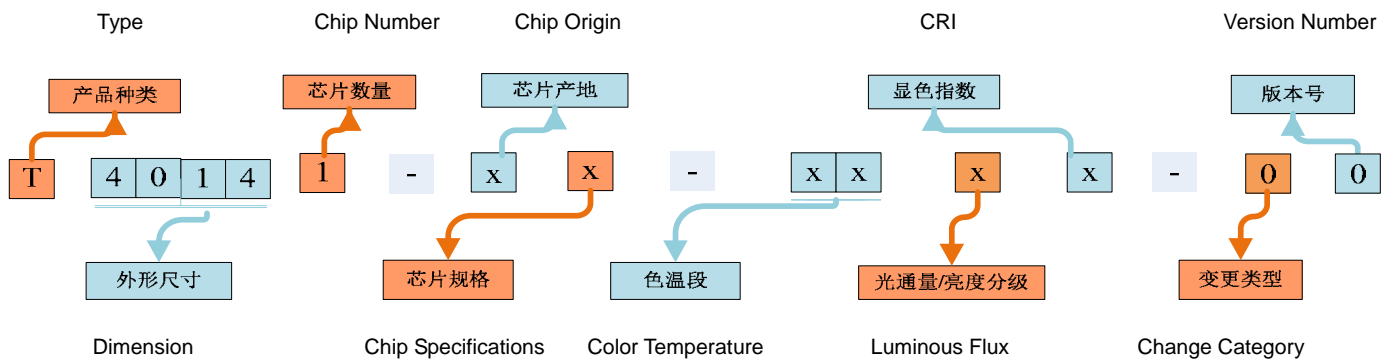 Type Chip Number Chip Origin CRI Version Number
产品种类 芯片数量 芯片产地 显色指数 版本号
T 4 0 1 4 1 - x x - x x x x - 0 0
外形尺寸 芯片规格 色温段 光通量/亮度分级 变更类型
Dimension Chip Specifications Color Temperature Luminous Flux Change Category